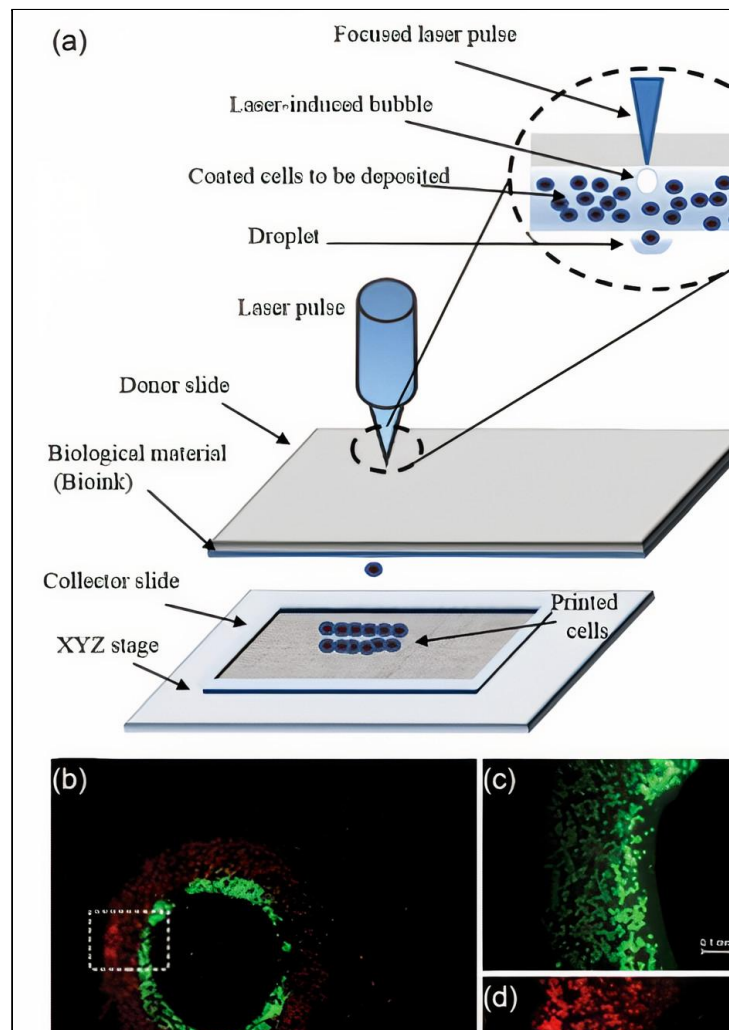 (a)
Focused laser pulse
Laser-induced bubble
Coated cells to be deposited
Droplet
Laser pulse
Donor slide
Biological material
(Bioink)
Collector slide
Printed
cells
XYZ stage
(b)
(c)
(d)